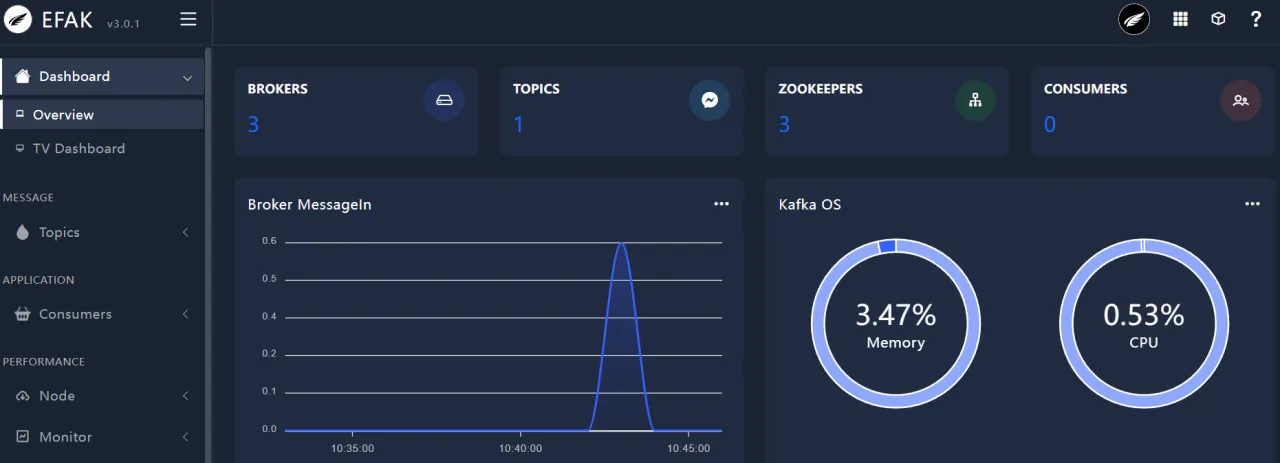 EFAK v3.0.1
?
Dashboard
Overview
TV Dashboard
MESSAGE
Topics
APPLICATION
Consumers
PERFORMANCE
Node
Monitor
BROKERS
3
TOPICS
1
ZOOKEEPERS
3
CONSUMERS
0
Broker MessageIn
0.6
0.5
0.4
0.2
0.1
0.0
10:35:00 10:40:00 10:45:00
Kafka OS
3.47%
Memory
0.53%
CPU